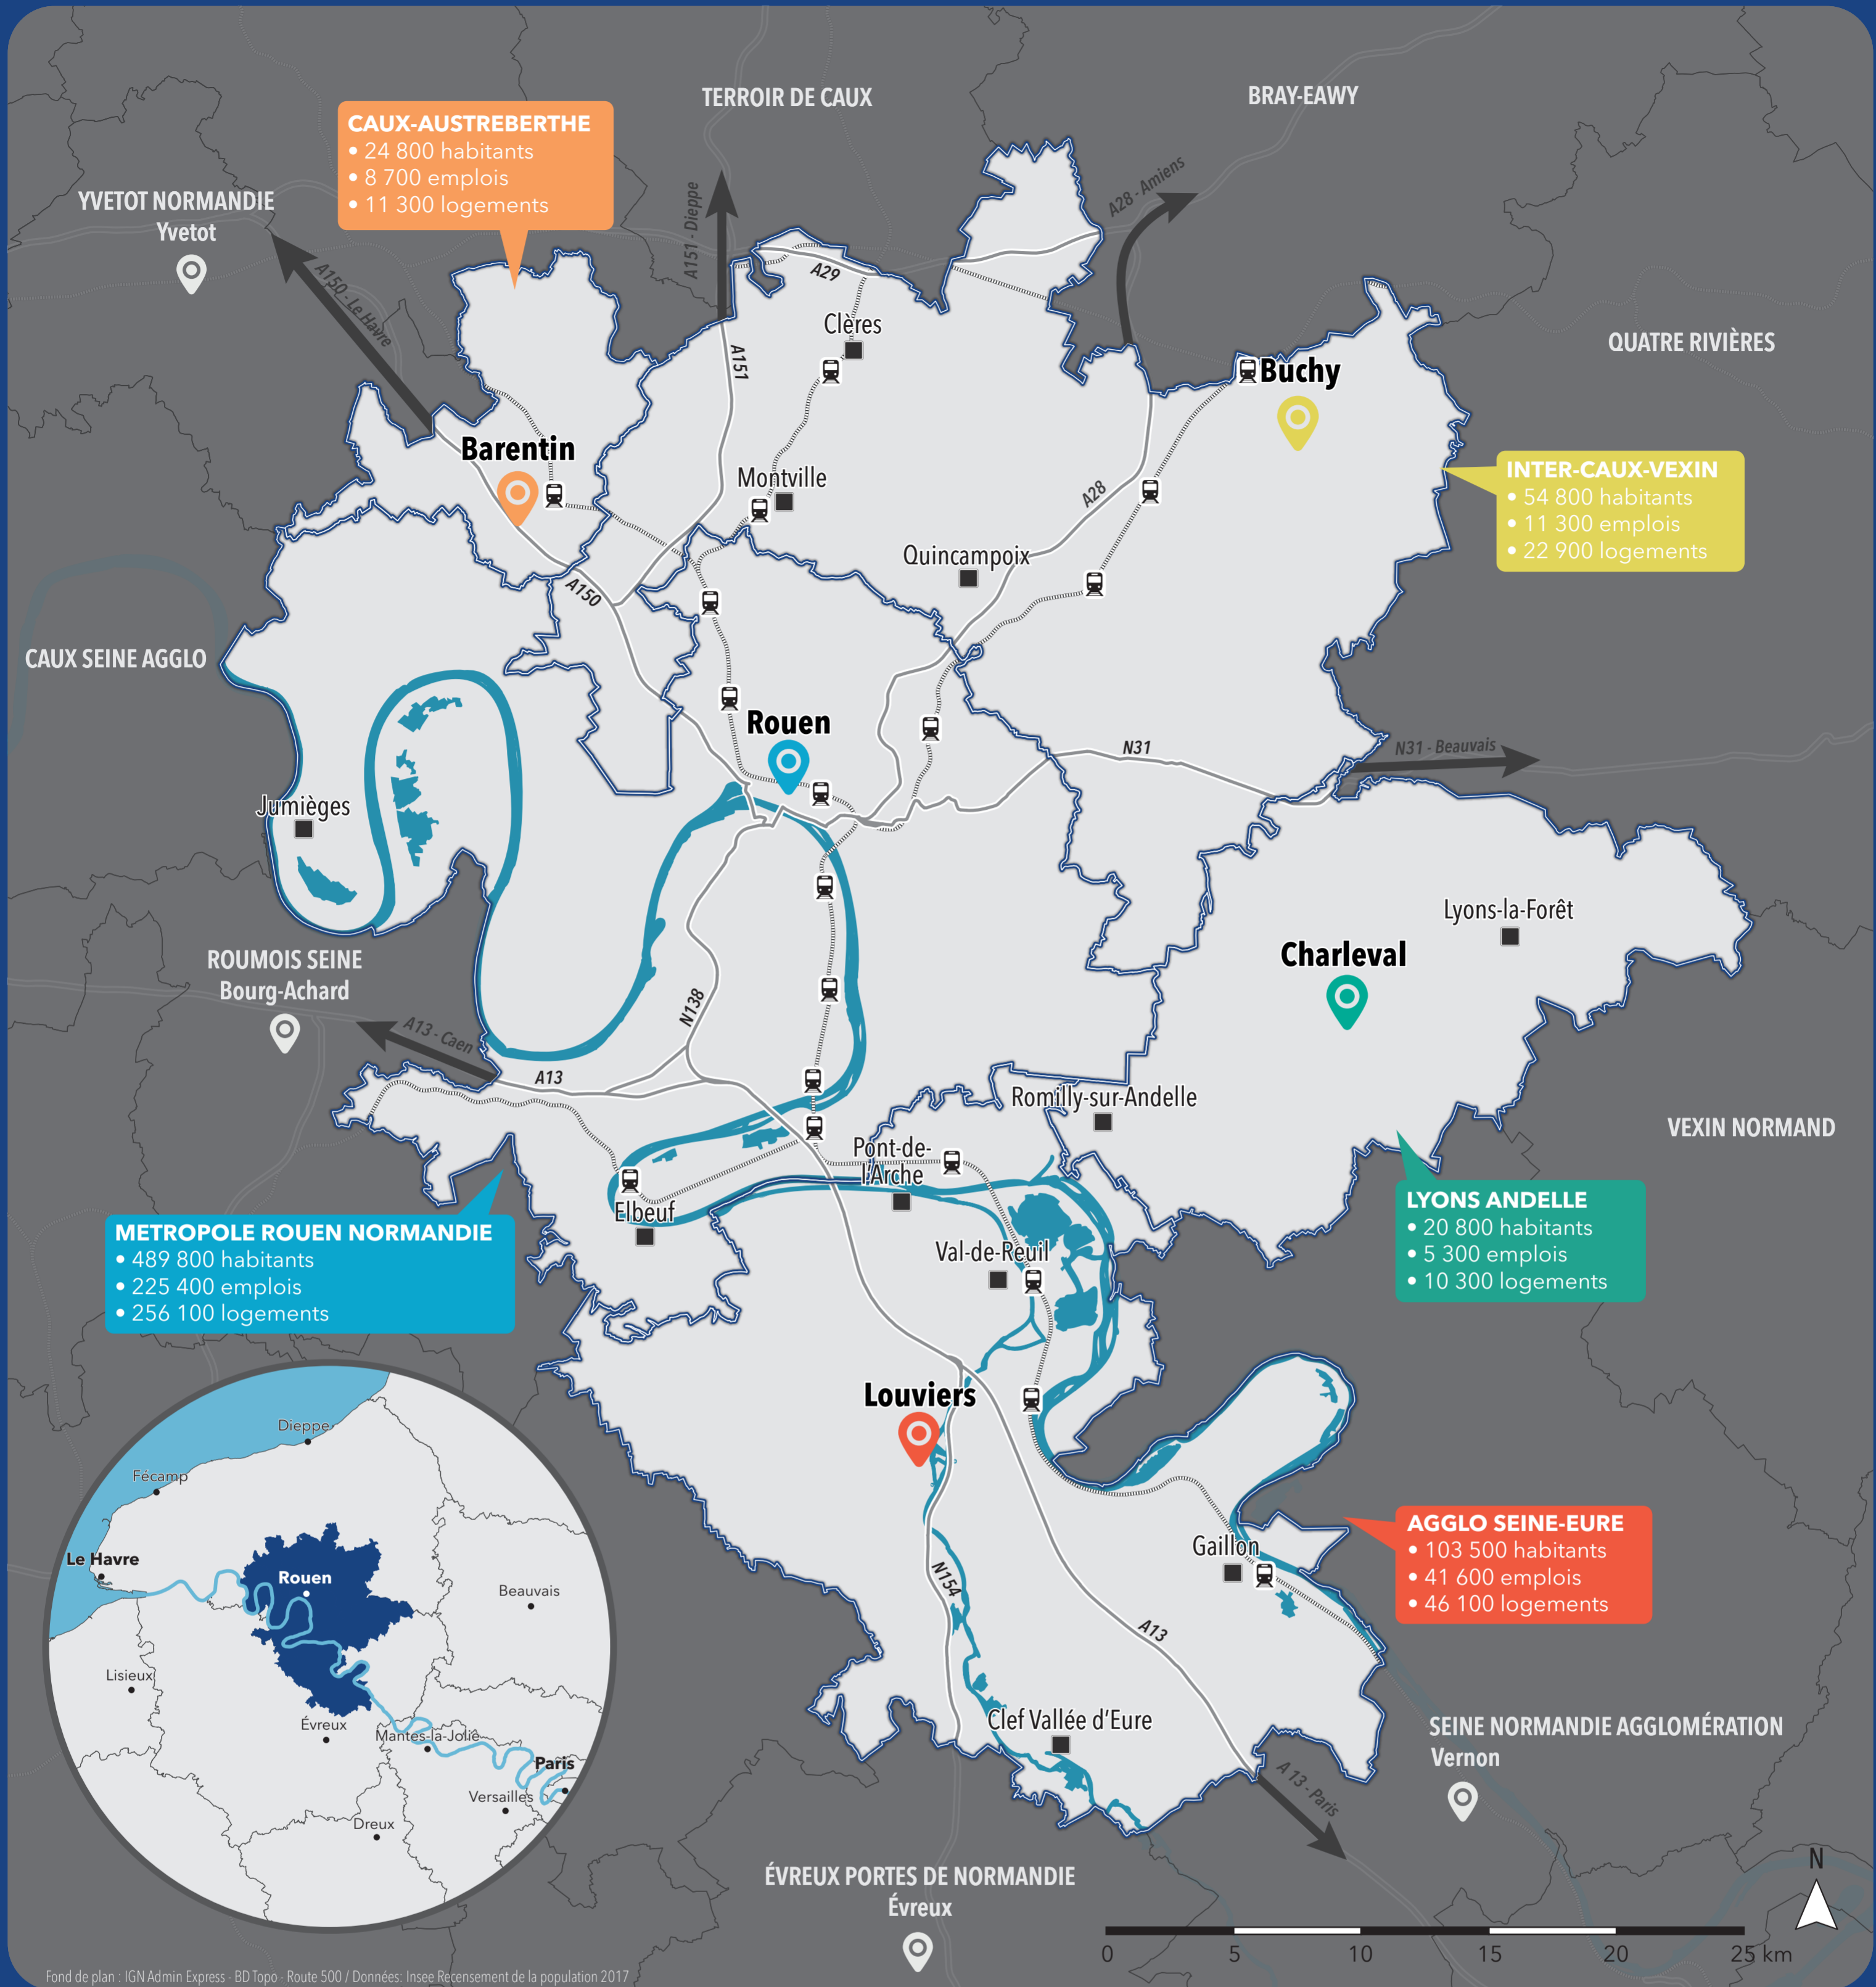 TERROIR DE CAUX
BRAY-EAWY
CAUX-AUSTREBERTHE
• 24 800 habitants
• 8 700 emplois
• 11 300 logements
YVETOT NORMANDIE
Yvetot
A151 - Dieppe
A28 - Amiens
A150 - Le Havre
A29
Clères
A151
QUATRE RIVIÈRES
Buchy
Barentin
Montville
A28
INTER-CAUX-VEXIN
• 54 800 habitants
• 11 300 emplois
• 22 900 logements
Quincampoix
A150
CAUX SEINE AGGLO
Rouen
N31
N31 - Beauvais
Jumièges
Lyons-la-Forêt
Charleval
ROUMOIS SEINE
Bourg-Achard
N138
A13 - Caen
A13
Romilly-sur-Andelle
VEXIN NORMAND
Pont-de-
l'Arche
Elbeuf
LYONS ANDELLE
• 20 800 habitants
• 5 300 emplois
• 10 300 logements
METROPOLE ROUEN NORMANDIE
• 489 800 habitants
• 225 400 emplois
• 256 100 logements
Val-de-Reuil
Louviers
Gaillon
AGGLO SEINE-EURE
• 103 500 habitants
• 41 600 emplois
• 46 100 logements
N154
A13
Clef Vallée d'Eure
A 13 - Paris
SEINE NORMANDIE AGGLOMÉRATION
Vernon
Dieppe
Fécamp
Le Havre
Rouen
Beauvais
Lisieux
Évreux
Mantes-la-Jolie
Paris
Versailles
Dreux
ÉVREUX PORTES DE NORMANDIE
Évreux
N
0 5 10 15 20 25 km
Fond de plan : IGN Admin Express - BD Topo - Route 500 / Données: Insee Recensement de la population 2017